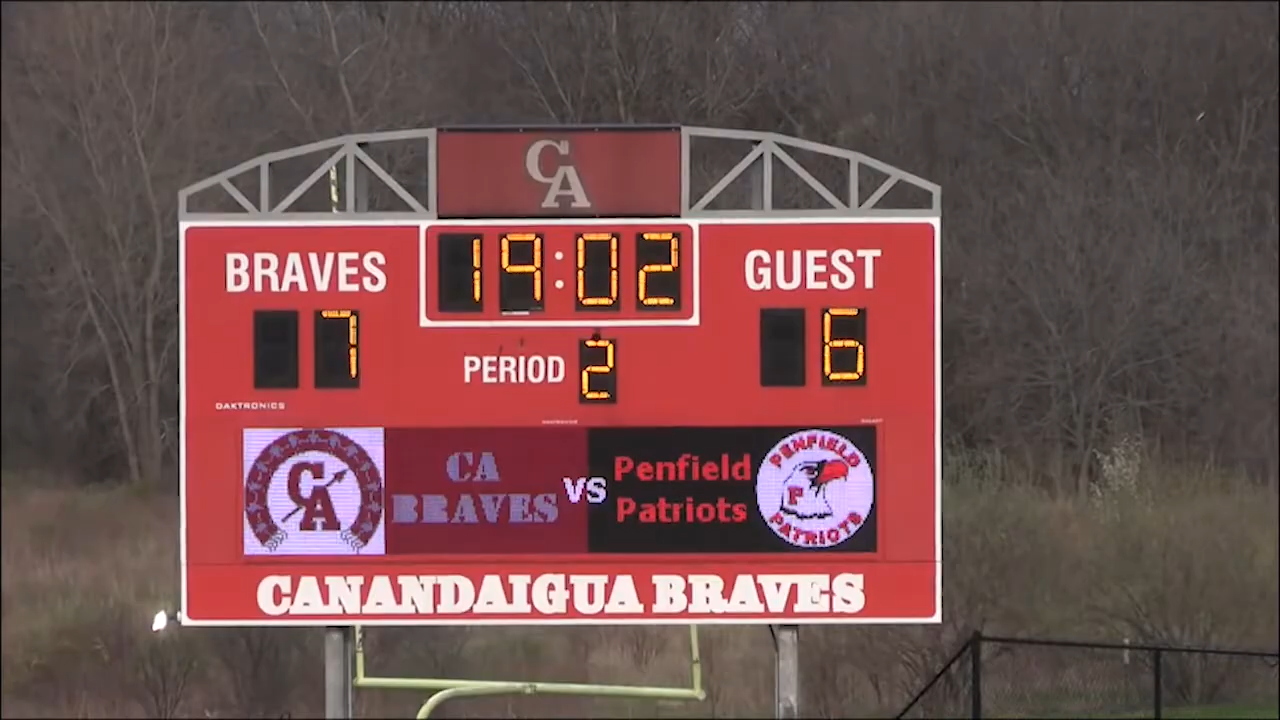 CA
19:02
BRAVES
GUEST
7
PERIOD 2
6
DAKTRONICS
CA
CA
BRAVES
VS
Penfield
Patriots
PENFIELD
P
PATRIOTS
CANANDAIGUA BRAVES